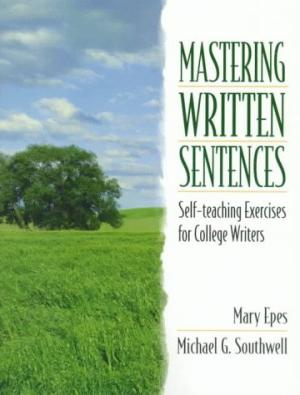 MASTERING
WRITTEN
SENTENCES
Self-teaching Exercises
for College Writers
Mary Epes
Michael G. Southwell